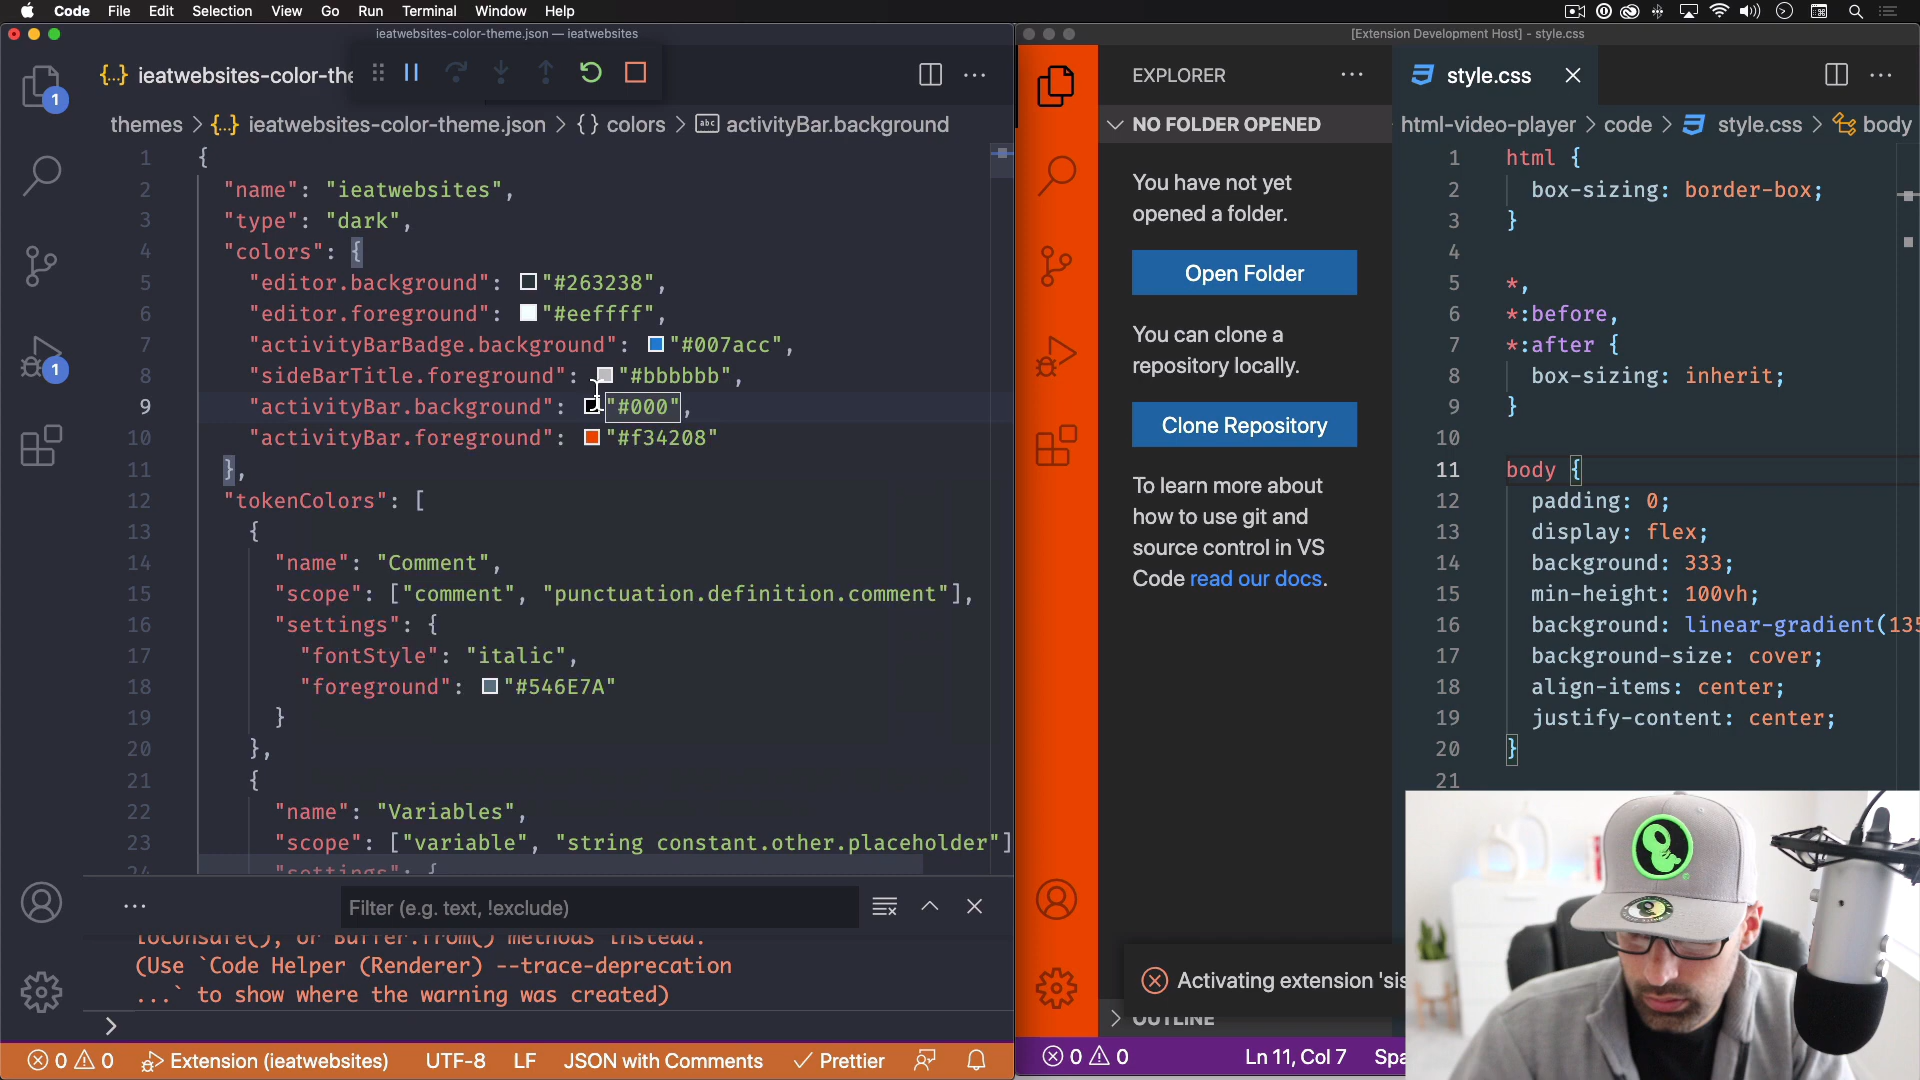 Code File Edit Selection View Go Run Terminal Window Help
ieatwebsites-color-theme.json — ieatwebsites
{..} ieatwebsites-color-the
themes > {..} ieatwebsites-color-theme.json > {} colors > abc activityBar.background
1 {
2 "name": "ieatwebsites",
3 "type": "dark",
4 "colors": {
5 "editor.background": "#263238",
6 "editor.foreground": "#eeffff",
7 "activityBarBadge.background": "#007acc",
8 "sideBarTitle.foreground": "#bbbbbb",
9 "activityBar.background": "#000",
10 "activityBar.foreground": "#f34208"
11 },
12 "tokenColors": [
13 {
14 "name": "Comment",
15 "scope": ["comment", "punctuation.definition.comment"],
16 "settings": {
17 "fontStyle": "italic",
18 "foreground": "#546E7A"
19 }
20 },
21 {
22 "name": "Variables",
23 "scope": ["variable", "string constant.other.placeholder"]
24 "settings": {
1
1
Filter (e.g. text, !exclude)
(Use `Code Helper (Renderer) --trace-deprecation
...` to show where the warning was created)
>
0 0 Extension (ieatwebsites) UTF-8 LF JSON with Comments Prettier
[Extension Development Host] - style.css
EXPLORER
NO FOLDER OPENED
You have not yet
opened a folder.
Open Folder
You can clone a
repository locally.
Clone Repository
To learn more about
how to use git and
source control in VS
Code read our docs.
Activating extension 'sis
OUTLINE
style.css
html-video-player > code > style.css > body
1 html {
2 box-sizing: border-box;
3 }
4
5 *,
6 *:before,
7 *:after {
8 box-sizing: inherit;
9 }
10
11 body {
12 padding: 0;
13 display: flex;
14 background: 333;
15 min-height: 100vh;
16 background: linear-gradient(135
17 background-size: cover;
18 align-items: center;
19 justify-content: center;
20 }
21
0 0 Ln 11, Col 7 Spa